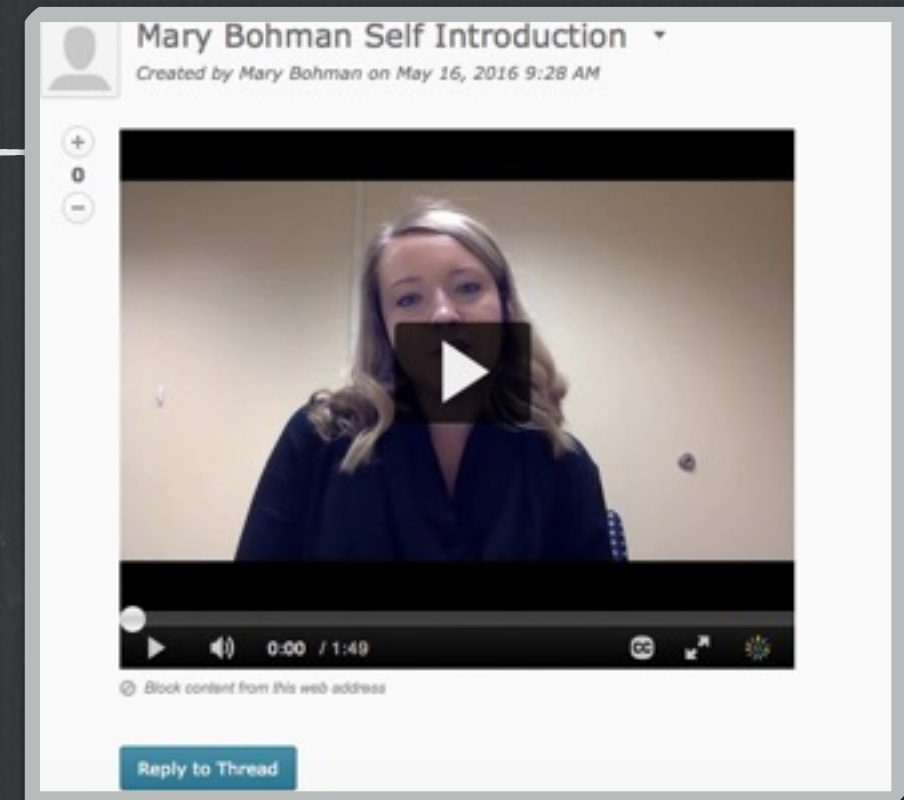 Mary Bohman Self Introduction
Created by Mary Bohman on May 16, 2016 9:28 AM
+
0
−
0:00 / 1:49
CC
Block content from this web address
Reply to Thread